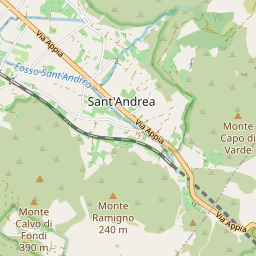 Via Appia
Fosso Sant'Andrea
Sant'Andrea
Via Appia
Monte
Capo di
Varde
Monte
Calvo di
Fondi
390 m
Monte
Ramigno
240 m
Via Appia